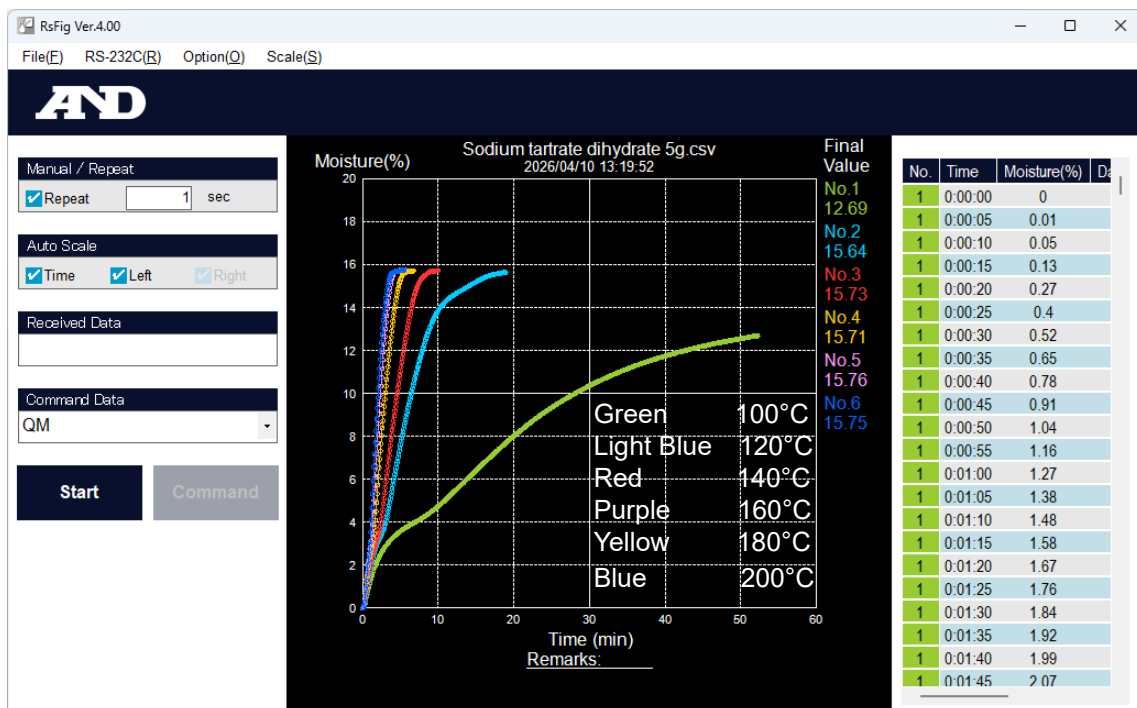 RsFig Ver.4.00
File(F) RS-232C(R) Option(O) Scale(S)
AND
Manual / Repeat
Repeat 1 sec
Auto Scale
Time Left Right
Received Data
Command Data
QM
Start Command
Sodium tartrate dihydrate 5g.csv
2026/04/10 13:19:52
Moisture(%)
20
18
16
14
12
10
8
6
4
2
0
0 10 20 30 40 50 60
Time (min)
Remarks:
Green 100°C
Light Blue 120°C
Red 140°C
Purple 160°C
Yellow 180°C
Blue 200°C
Final
Value
No.1
12.69
No.2
15.64
No.3
15.73
No.4
15.71
No.5
15.76
No.6
15.75
No. Time Moisture(%) Da
1 0:00:00 0
1 0:00:05 0.01
1 0:00:10 0.05
1 0:00:15 0.13
1 0:00:20 0.27
1 0:00:25 0.4
1 0:00:30 0.52
1 0:00:35 0.65
1 0:00:40 0.78
1 0:00:45 0.91
1 0:00:50 1.04
1 0:00:55 1.16
1 0:01:00 1.27
1 0:01:05 1.38
1 0:01:10 1.48
1 0:01:15 1.58
1 0:01:20 1.67
1 0:01:25 1.76
1 0:01:30 1.84
1 0:01:35 1.92
1 0:01:40 1.99
1 0:01:45 2.07